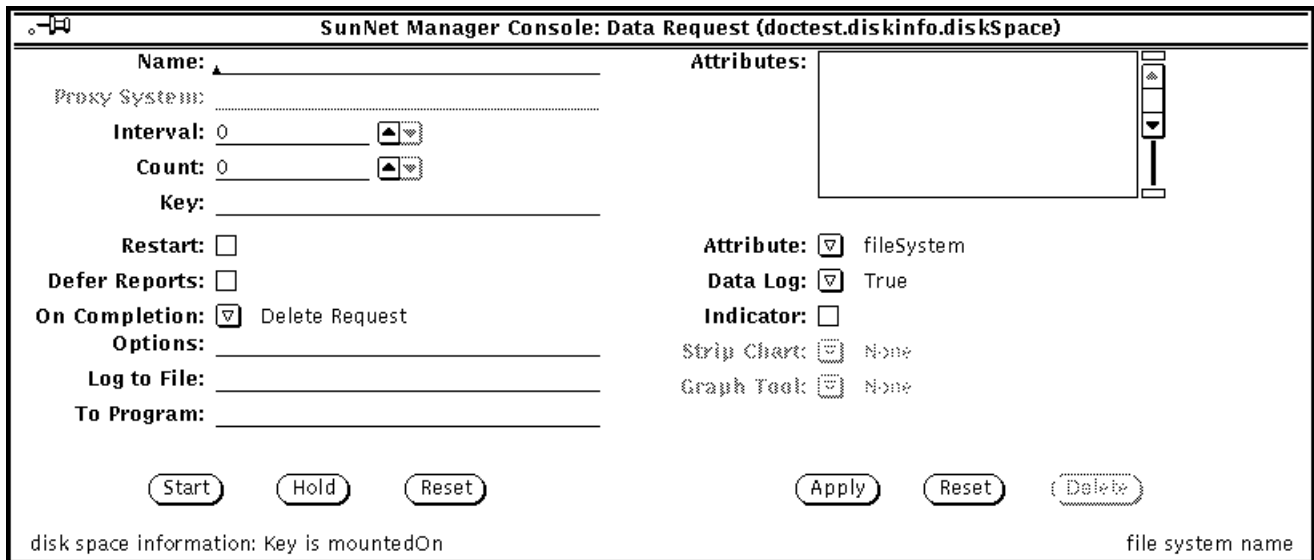 SunNet Manager Console: Data Request (doctest.diskinfo.diskSpace)
Name:
Proxy System:
Interval: 0
Count: 0
Key:
Restart:
Defer Reports:
On Completion: Delete Request
Options:
Log to File:
To Program:
Start Hold Reset
Attributes:
Attribute: fileSystem
Data Log: True
Indicator:
Strip Chart: None
Graph Tool: None
Apply Reset Delete
disk space information: Key is mountedOn
file system name